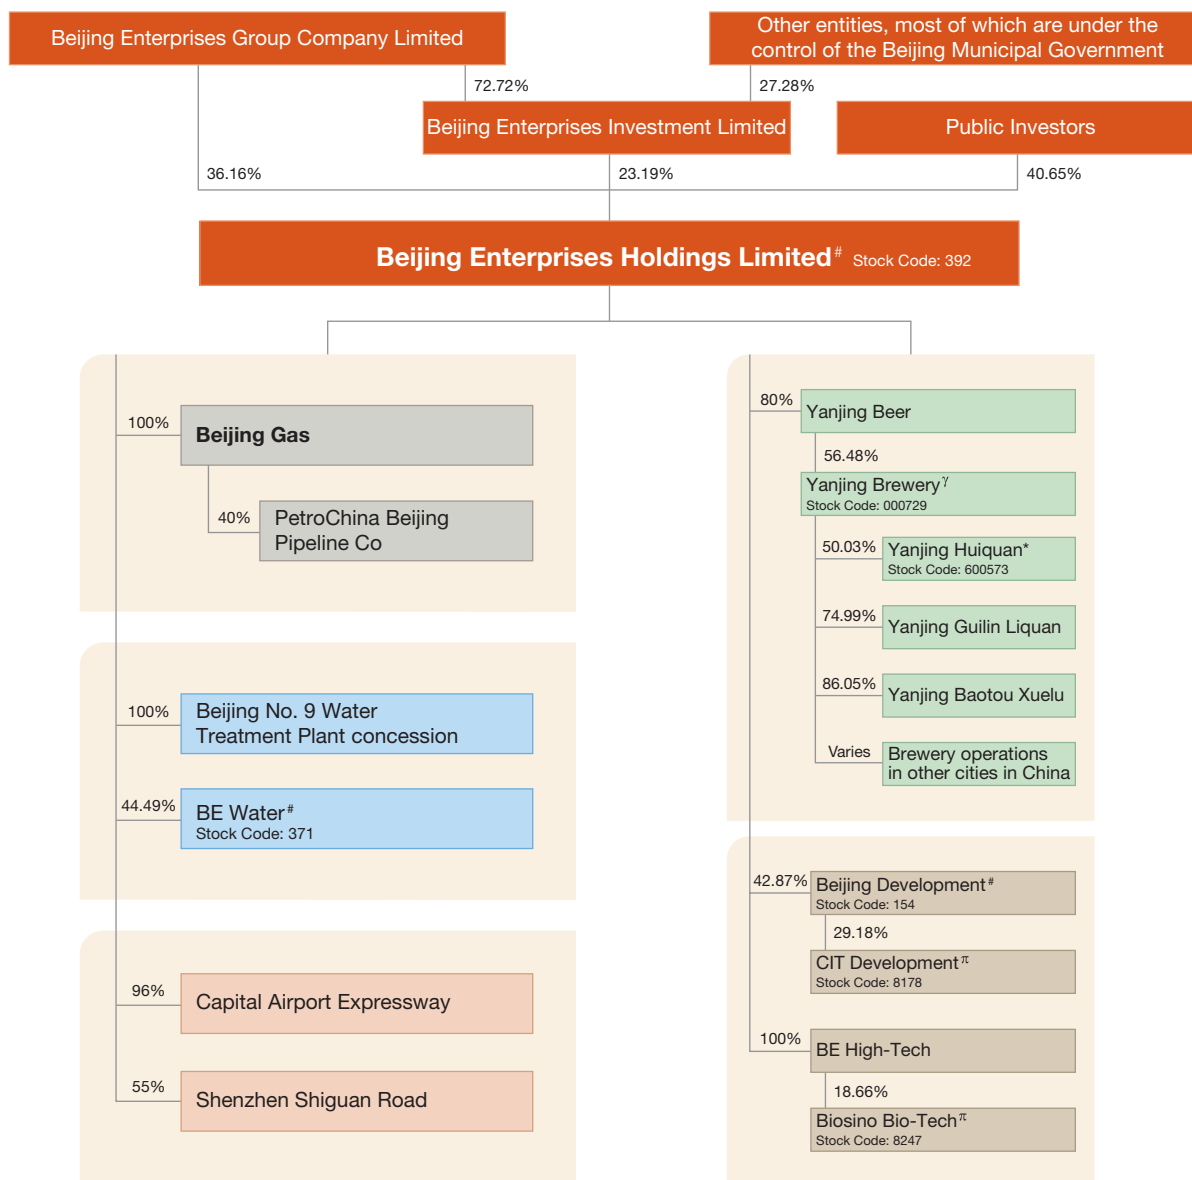 Beijing Enterprises Group Company Limited
Other entities, most of which are under the
control of the Beijing Municipal Government
72.72%
27.28%
Beijing Enterprises Investment Limited
Public Investors
36.16%
23.19%
40.65%
Beijing Enterprises Holdings Limited# Stock Code: 392
100%
Beijing Gas
40%
PetroChina Beijing
Pipeline Co
100%
Beijing No. 9 Water
Treatment Plant concession
44.49%
BE Water#
Stock Code: 371
96%
Capital Airport Expressway
55%
Shenzhen Shiguan Road
80%
Yanjing Beer
56.48%
Yanjing Breweryγ
Stock Code: 000729
50.03%
Yanjing Huiquan*
Stock Code: 600573
74.99%
Yanjing Guilin Liquan
86.05%
Yanjing Baotou Xuelu
Varies
Brewery operations
in other cities in China
42.87%
Beijing Development#
Stock Code: 154
29.18%
CIT Developmentπ
Stock Code: 8178
100%
BE High-Tech
18.66%
Biosino Bio-Techπ
Stock Code: 8247